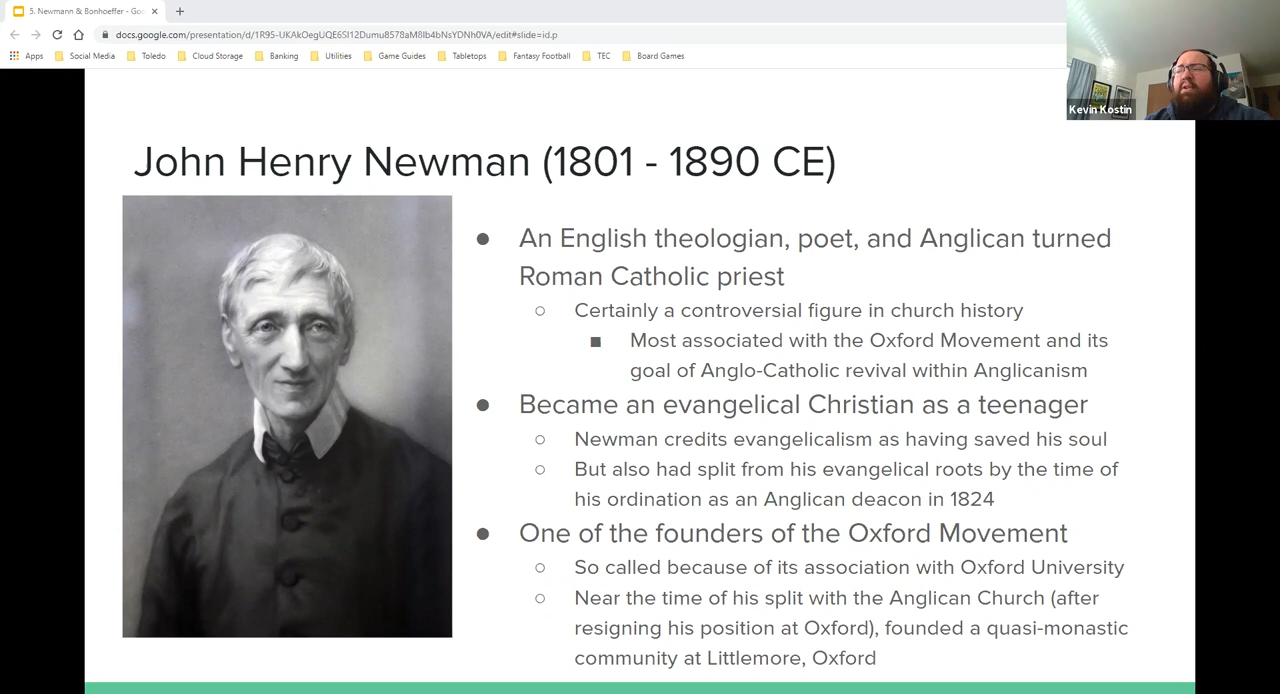 5. Newmann & Bonhoeffer - Goo
docs.google.com/presentation/d/1R95-UKAkOegUQE6Sl12Dumu8578aM8Ib4bNsYDNh0VA/edit#slide=id.p
Apps Social Media Toledo Cloud Storage Banking Utilities Game Guides Tabletops Fantasy Football TEC Board Games
Kevin Kostin
John Henry Newman (1801 - 1890 CE)
● An English theologian, poet, and Anglican turned
Roman Catholic priest
○ Certainly a controversial figure in church history
■ Most associated with the Oxford Movement and its
goal of Anglo-Catholic revival within Anglicanism
● Became an evangelical Christian as a teenager
○ Newman credits evangelicalism as having saved his soul
○ But also had split from his evangelical roots by the time of
his ordination as an Anglican deacon in 1824
● One of the founders of the Oxford Movement
○ So called because of its association with Oxford University
○ Near the time of his split with the Anglican Church (after
resigning his position at Oxford), founded a quasi-monastic
community at Littlemore, Oxford